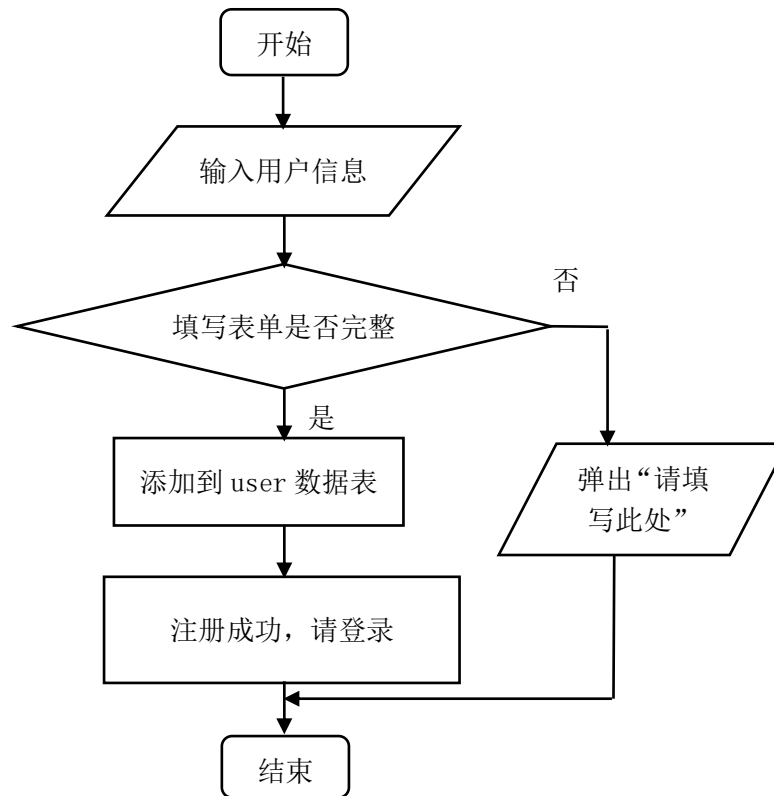 开始
输入用户信息
否
填写表单是否完整
是
添加到 user 数据表
弹出“请填
写此处”
注册成功，请登录
结束